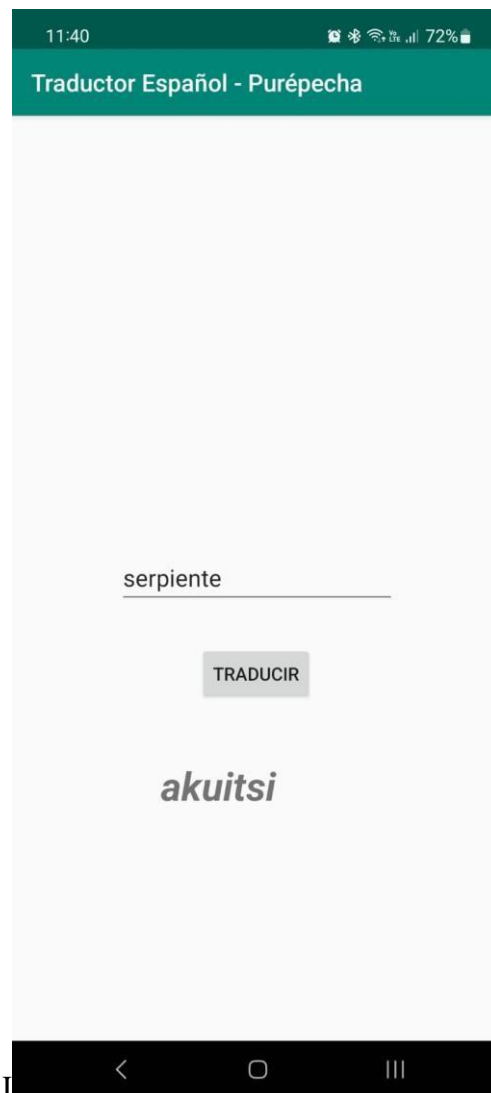 11:40 72%
Traductor Español - Purépecha
serpiente
TRADUCIR
akuitsi